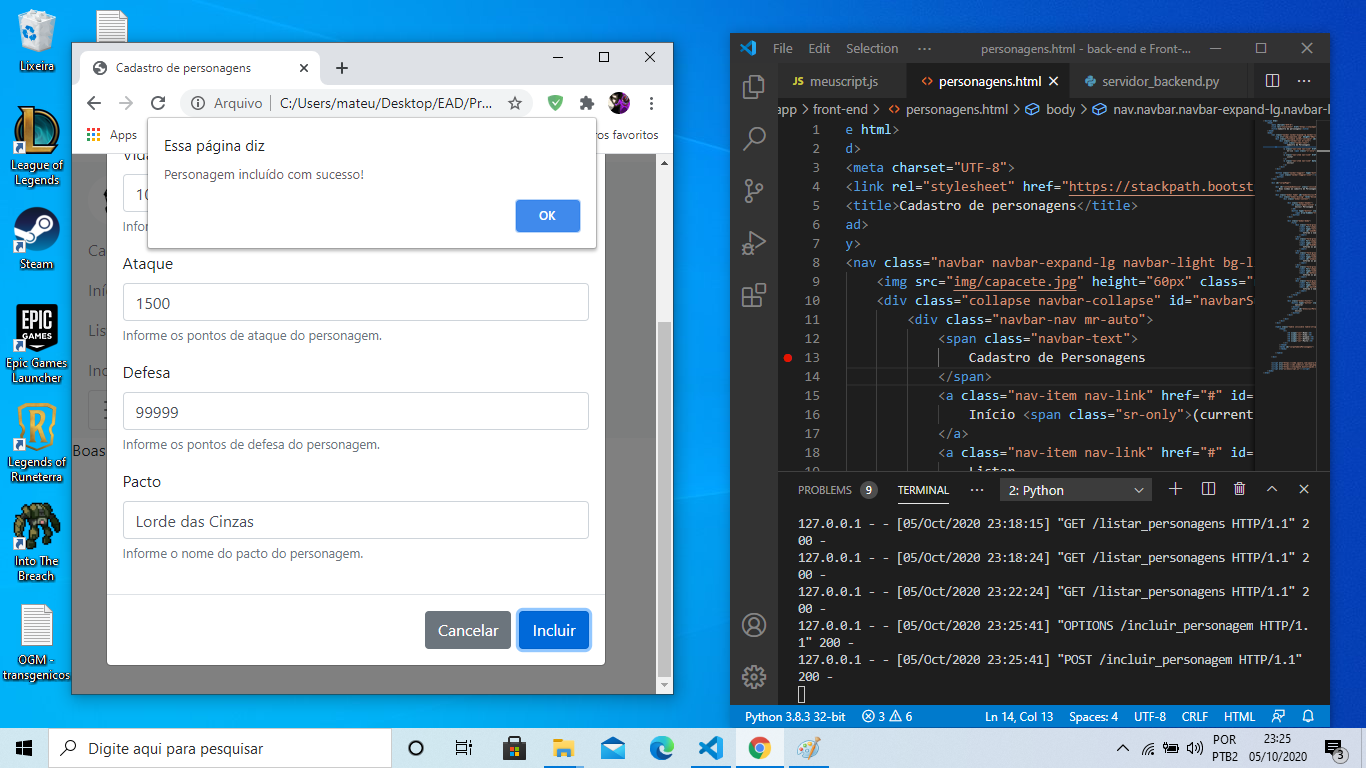 Lixeira
League of
Legends
Steam
EPIC
GAMES
Epic Games
Launcher
Legends of
Runeterra
Into The
Breach
OGM -
transgenicos
Cadastro de personagens
Arquivo
C:/Users/mateu/Desktop/EAD/Pr...
Apps
os favoritos
Essa página diz
Personagem incluído com sucesso!
OK
Vida
10
Infor
Ataque
1500
Informe os pontos de ataque do personagem.
Defesa
99999
Informe os pontos de defesa do personagem.
Pacto
Lorde das Cinzas
Informe o nome do pacto do personagem.
Cancelar
Incluir
Ca
Iníc
List
Inc
Boas
File Edit Selection ···
personagens.html - back-end e Front-...
JS meuscript.js
<> personagens.html
servidor_backend.py
app > front-end > <> personagens.html > body > nav.navbar.navbar-expand-lg.navbar-l
1 e html>
2 d>
3 <meta charset="UTF-8">
4 <link rel="stylesheet" href="https://stackpath.bootst
5 <title>Cadastro de personagens</title>
6 ad>
7 y>
8 <nav class="navbar navbar-expand-lg navbar-light bg-l
9 <img src="img/capacete.jpg" height="60px" class="
10 <div class="collapse navbar-collapse" id="navbarS
11 <div class="navbar-nav mr-auto">
12 <span class="navbar-text">
13 Cadastro de Personagens
14 </span>
15 <a class="nav-item nav-link" href="#" id=
16 Início <span class="sr-only">(current
17 </a>
18 <a class="nav-item nav-link" href="#" id=
19 Listar
PROBLEMS 9 TERMINAL ··· 2: Python
127.0.0.1 - - [05/Oct/2020 23:18:15] "GET /listar_personagens HTTP/1.1" 2
00 -
127.0.0.1 - - [05/Oct/2020 23:18:24] "GET /listar_personagens HTTP/1.1" 2
00 -
127.0.0.1 - - [05/Oct/2020 23:22:24] "GET /listar_personagens HTTP/1.1" 2
00 -
127.0.0.1 - - [05/Oct/2020 23:25:41] "OPTIONS /incluir_personagem HTTP/1.
1" 200 -
127.0.0.1 - - [05/Oct/2020 23:25:41] "POST /incluir_personagem HTTP/1.1"
200 -
Python 3.8.3 32-bit 3 6 Ln 14, Col 13 Spaces: 4 UTF-8 CRLF HTML
Digite aqui para pesquisar
POR
PTB2
23:25
05/10/2020
3